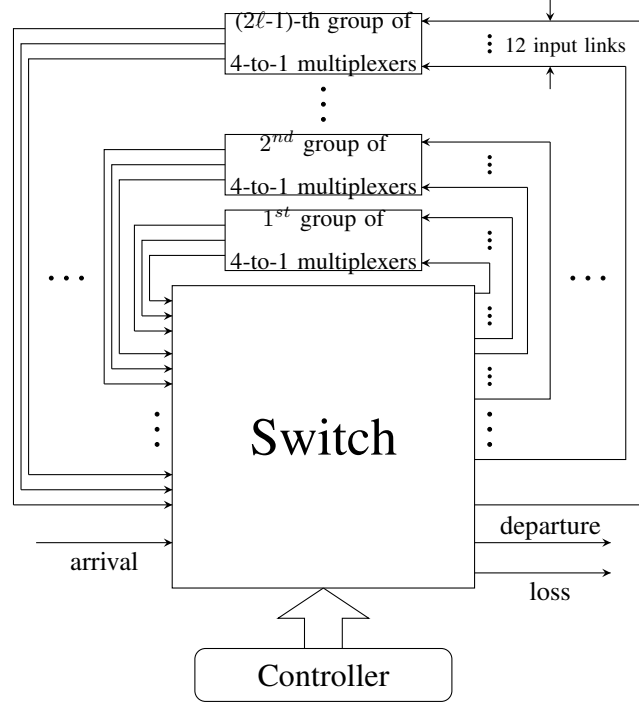 (2ℓ-1)-th group of
4-to-1 multiplexers
12 input links
2nd group of
4-to-1 multiplexers
1st group of
4-to-1 multiplexers
Switch
arrival
departure
loss
Controller